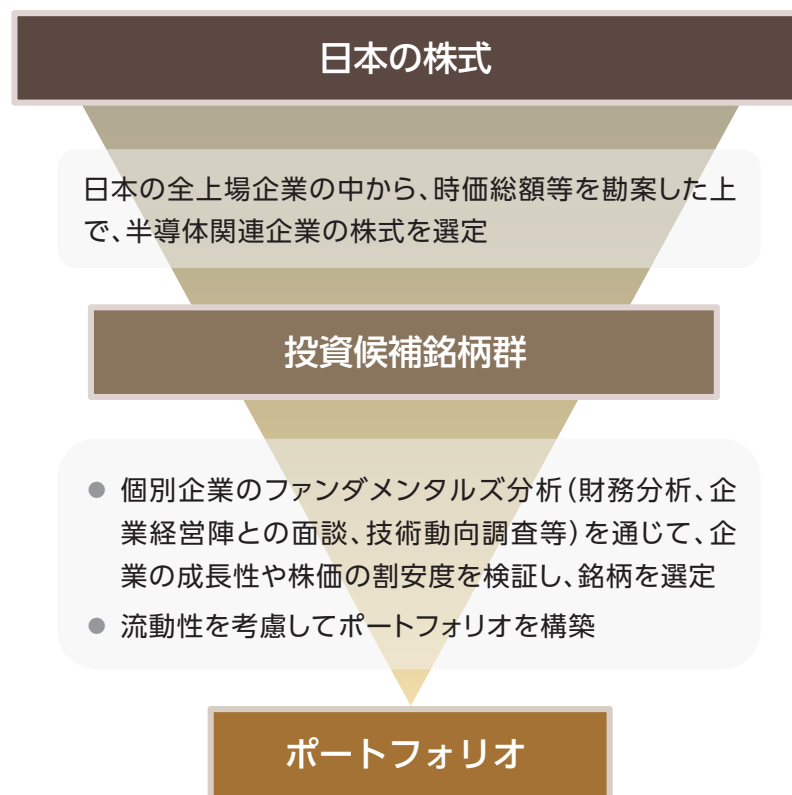 日本の株式
日本の全上場企業の中から、時価総額等を勘案した上
で、半導体関連企業の株式を選定
投資候補銘柄群
● 個別企業のファンダメンタルズ分析(財務分析、企
業経営陣との面談、技術動向調査等)を通じて、企
業の成長性や株価の割安度を検証し、銘柄を選定
● 流動性を考慮してポートフォリオを構築
ポートフォリオ